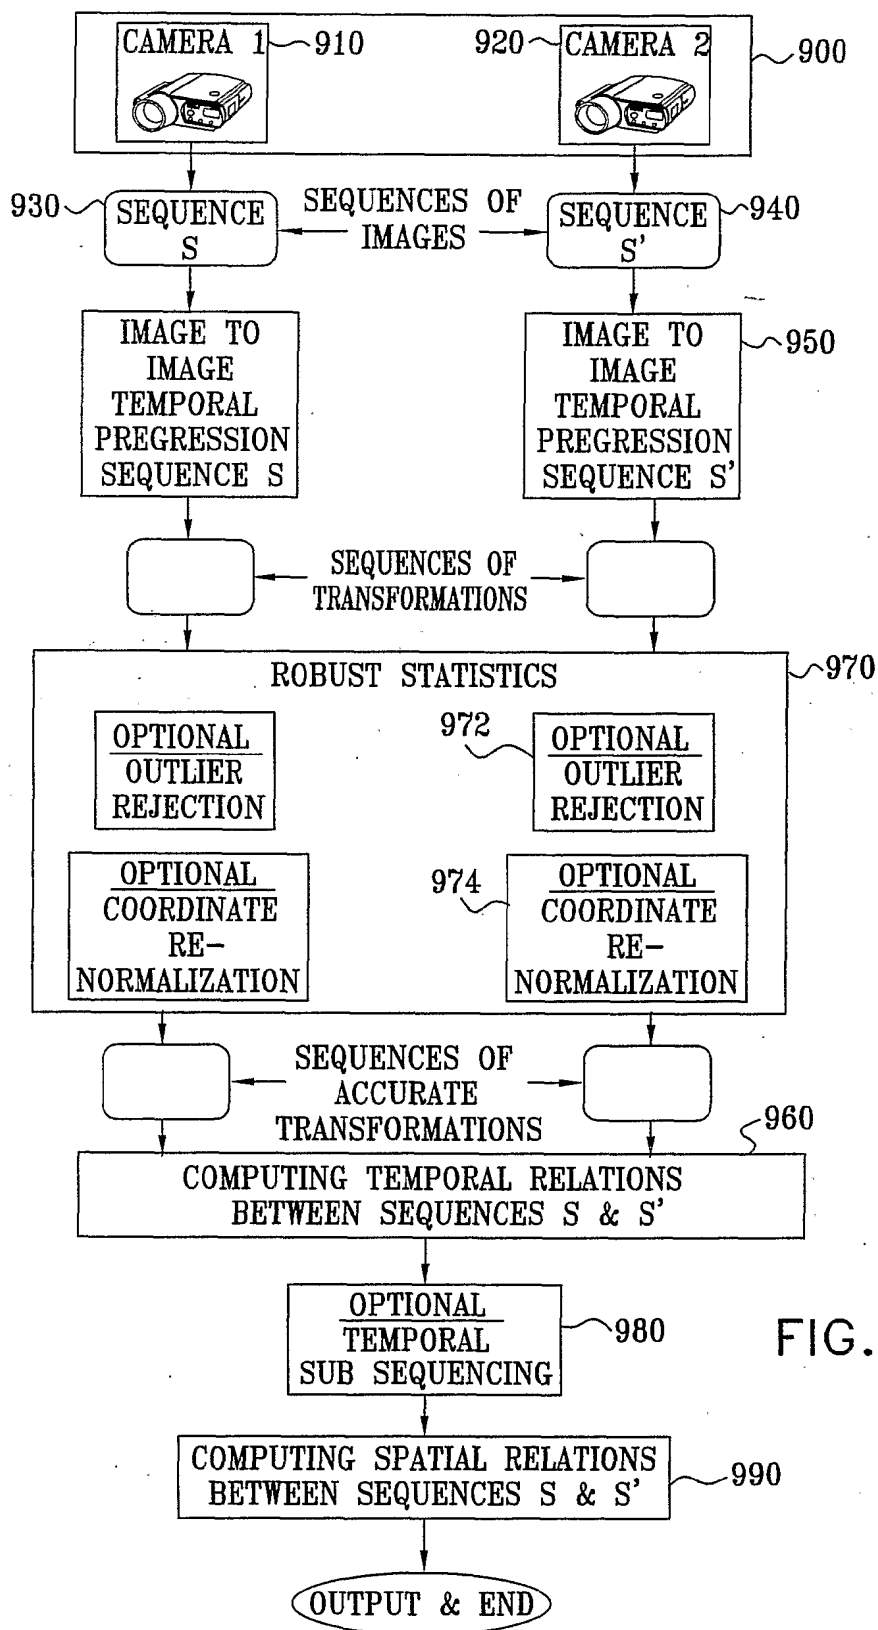 CAMERA 1
910
920
CAMERA 2
900
930
SEQUENCE
S
SEQUENCES OF
IMAGES
SEQUENCE
S'
940
IMAGE TO
IMAGE
TEMPORAL
PREGRESSION
SEQUENCE S
IMAGE TO
IMAGE
TEMPORAL
PREGRESSION
SEQUENCE S'
950
SEQUENCES OF
TRANSFORMATIONS
ROBUST STATISTICS
970
OPTIONAL
OUTLIER
REJECTION
972
OPTIONAL
OUTLIER
REJECTION
OPTIONAL
COORDINATE
RE-
NORMALIZATION
974
OPTIONAL
COORDINATE
RE-
NORMALIZATION
SEQUENCES OF
ACCURATE
TRANSFORMATIONS
960
COMPUTING TEMPORAL RELATIONS
BETWEEN SEQUENCES S & S'
OPTIONAL
TEMPORAL
SUB SEQUENCING
980
FIG.
COMPUTING SPATIAL RELATIONS
BETWEEN SEQUENCES S & S'
990
OUTPUT & END